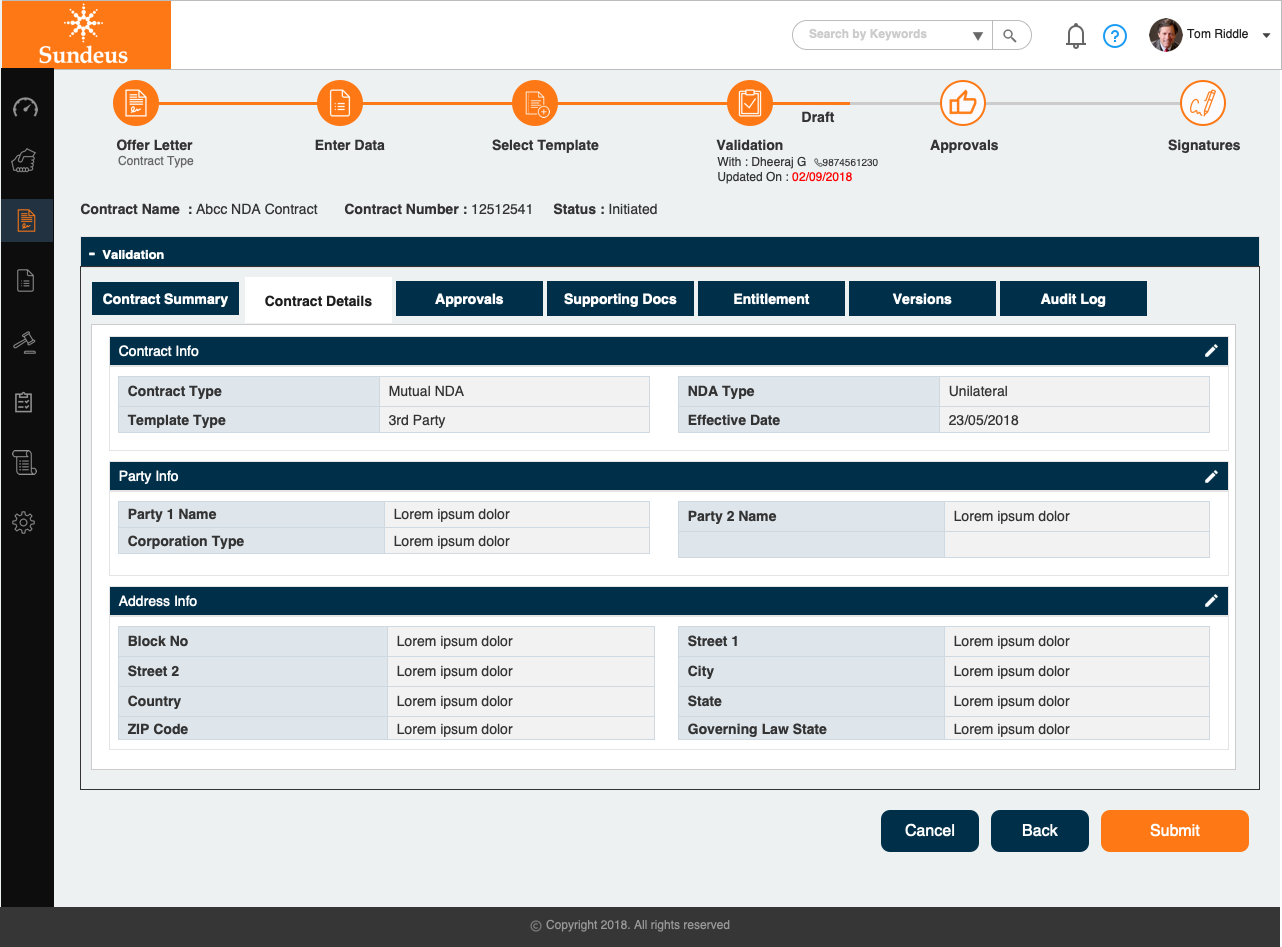 Sundeus
Search by Keywords
?
Tom Riddle
Draft
Offer Letter
Contract Type
Enter Data
Select Template
Validation
With : Dheeraj G 9874561230
Updated On : 02/09/2018
Approvals
Signatures
Contract Name : Abcc NDA Contract Contract Number : 12512541 Status : Initiated
- Validation
Contract Summary Contract Details Approvals Supporting Docs Entitlement Versions Audit Log
Contract Info
Contract Type Mutual NDA NDA Type Unilateral
Template Type 3rd Party Effective Date 23/05/2018
Party Info
Party 1 Name Lorem ipsum dolor Party 2 Name Lorem ipsum dolor
Corporation Type Lorem ipsum dolor
Address Info
Block No Lorem ipsum dolor Street 1 Lorem ipsum dolor
Street 2 Lorem ipsum dolor City Lorem ipsum dolor
Country Lorem ipsum dolor State Lorem ipsum dolor
ZIP Code Lorem ipsum dolor Governing Law State Lorem ipsum dolor
Cancel Back Submit
© Copyright 2018. All rights reserved